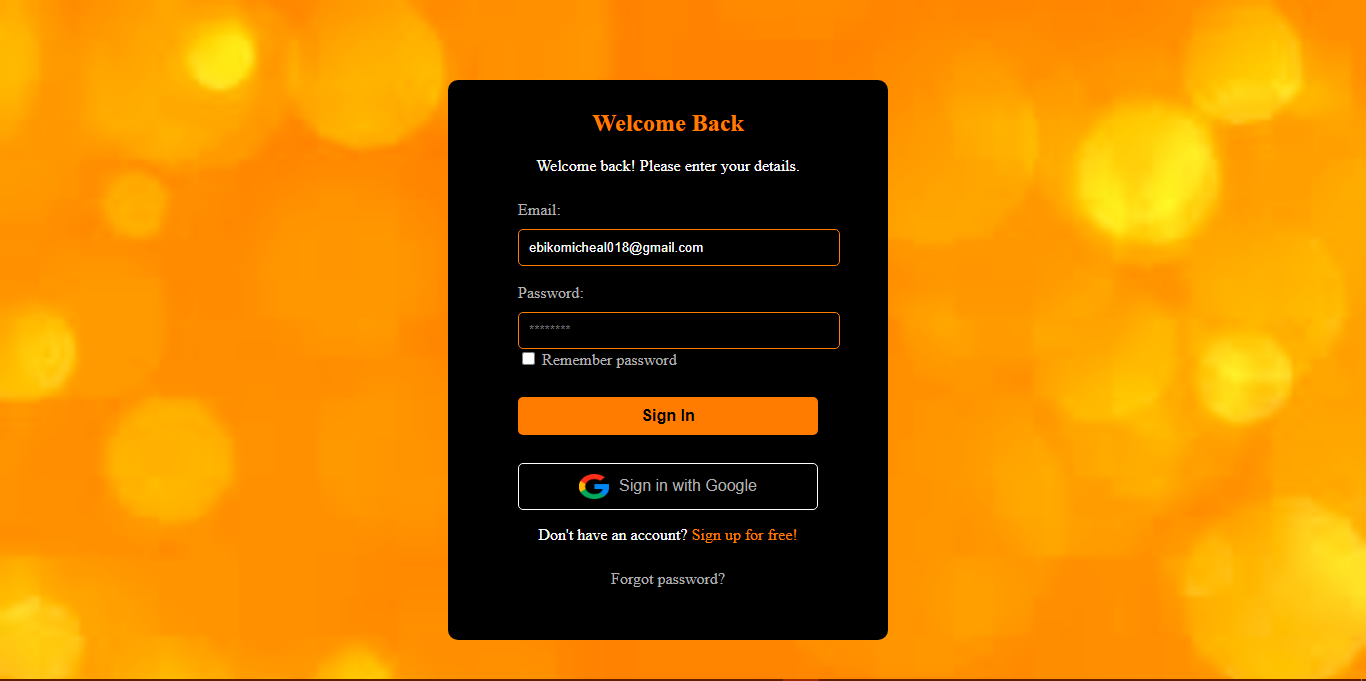 Welcome Back
Welcome back! Please enter your details.
Email:
ebikomicheal018@gmail.com
Password:
********
Remember password
Sign In
Sign in with Google
Don't have an account? Sign up for free!
Forgot password?